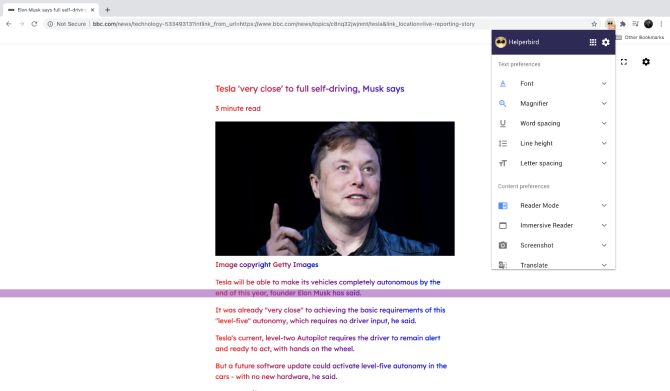 Elon Musk says full self-drivin
Not Secure
bbc.com/news/technology-53349313?intlink_from_url=https://www.bbc.com/news/topics/c8nq32jwjnmt/tesla&link_location=live-reporting-story
Other Bookmarks
Helperbird
Text preferences
Font
Magnifier
Word spacing
Line height
Letter spacing
Content preferences
Reader Mode
Immersive Reader
Screenshot
Translate
Tesla 'very close' to full self-driving, Musk says
3 minute read
Image copyright Getty Images
Tesla will be able to make its vehicles completely autonomous by the
end of this year, founder Elon Musk has said.
It was already "very close" to achieving the basic requirements of this
"level-five" autonomy, which requires no driver input, he said.
Tesla's current, level-two Autopilot requires the driver to remain alert
and ready to act, with hands on the wheel.
But a future software update could activate level-five autonomy in the
cars - with no new hardware, he said.